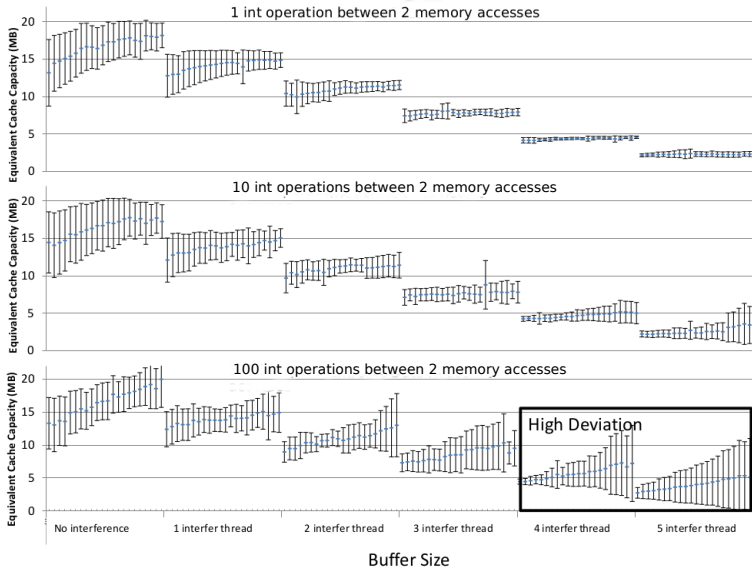 1 int operation between 2 memory accesses
Equivalent Cache Capacity (MB)
20
15
10
5
0
10 int operations between 2 memory accesses
Equivalent Cache Capacity (MB)
20
15
10
5
0
100 int operations between 2 memory accesses
Equivalent Cache Capacity (MB)
20
15
10
5
0
High Deviation
No interference 1 interfer thread 2 interfer thread 3 interfer thread 4 interfer thread 5 interfer thread
Buffer Size